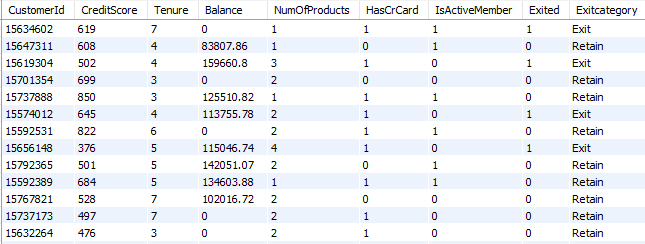 CustomerId CreditScore Tenure Balance NumOfProducts HasCrCard IsActiveMember Exited Exitcategory
15634602 619 7 0 1 1 1 1 Exit
15647311 608 4 83807.86 1 0 1 0 Retain
15619304 502 4 159660.8 3 1 0 1 Exit
15701354 699 3 0 2 0 0 0 Retain
15737888 850 3 125510.82 1 1 1 0 Retain
15574012 645 4 113755.78 2 1 0 1 Exit
15592531 822 6 0 2 1 1 0 Retain
15656148 376 5 115046.74 4 1 0 1 Exit
15792365 501 5 142051.07 2 0 1 0 Retain
15592389 684 5 134603.88 1 1 1 0 Retain
15767821 528 7 102016.72 2 0 0 0 Retain
15737173 497 7 0 2 1 0 0 Retain
15632264 476 3 0 2 1 0 0 Retain